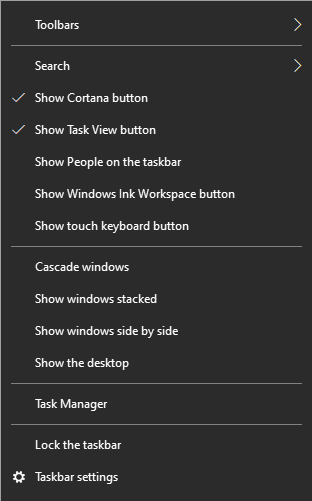 Toolbars
Search
Show Cortana button
Show Task View button
Show People on the taskbar
Show Windows Ink Workspace button
Show touch keyboard button
Cascade windows
Show windows stacked
Show windows side by side
Show the desktop
Task Manager
Lock the taskbar
Taskbar settings